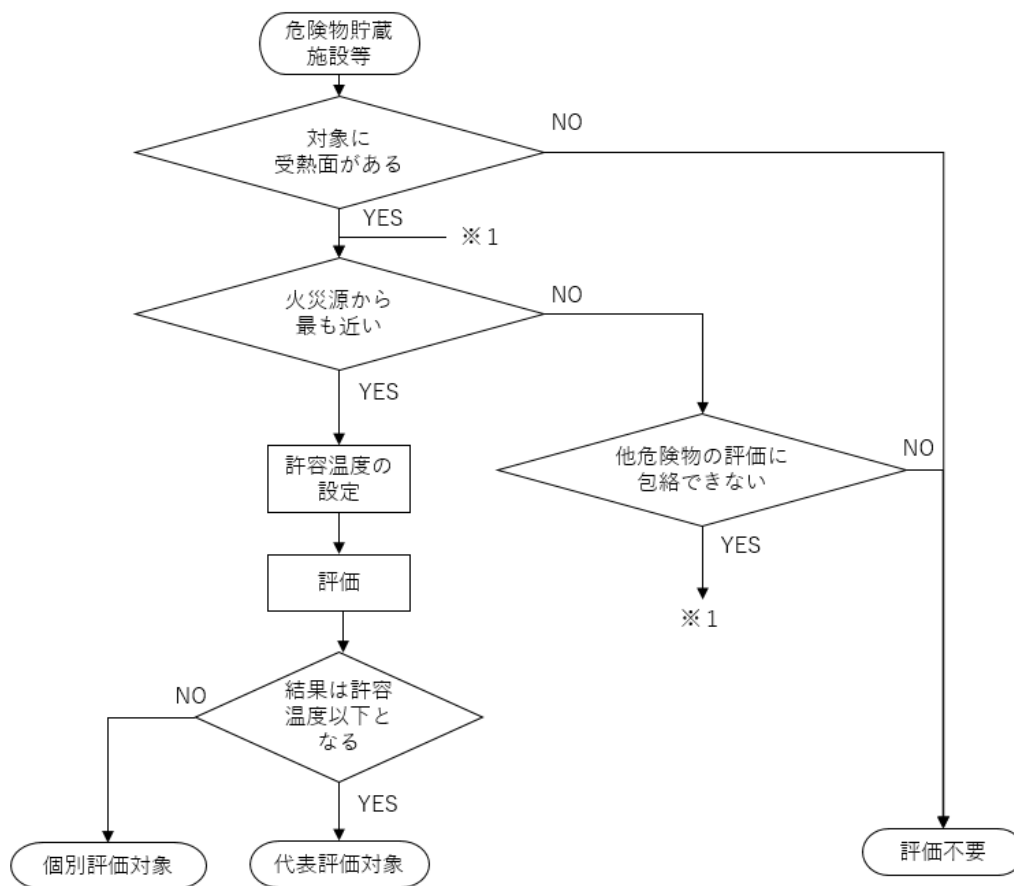 危険物貯蔵
施設等
対象に
受熱面がある
NO
YES
※1
火災源から
最も近い
NO
YES
許容温度の
設定
他危険物の評価に
包絡できない
NO
YES
※1
評価
結果は許容
温度以下と
なる
NO
YES
個別評価対象
代表評価対象
評価不要